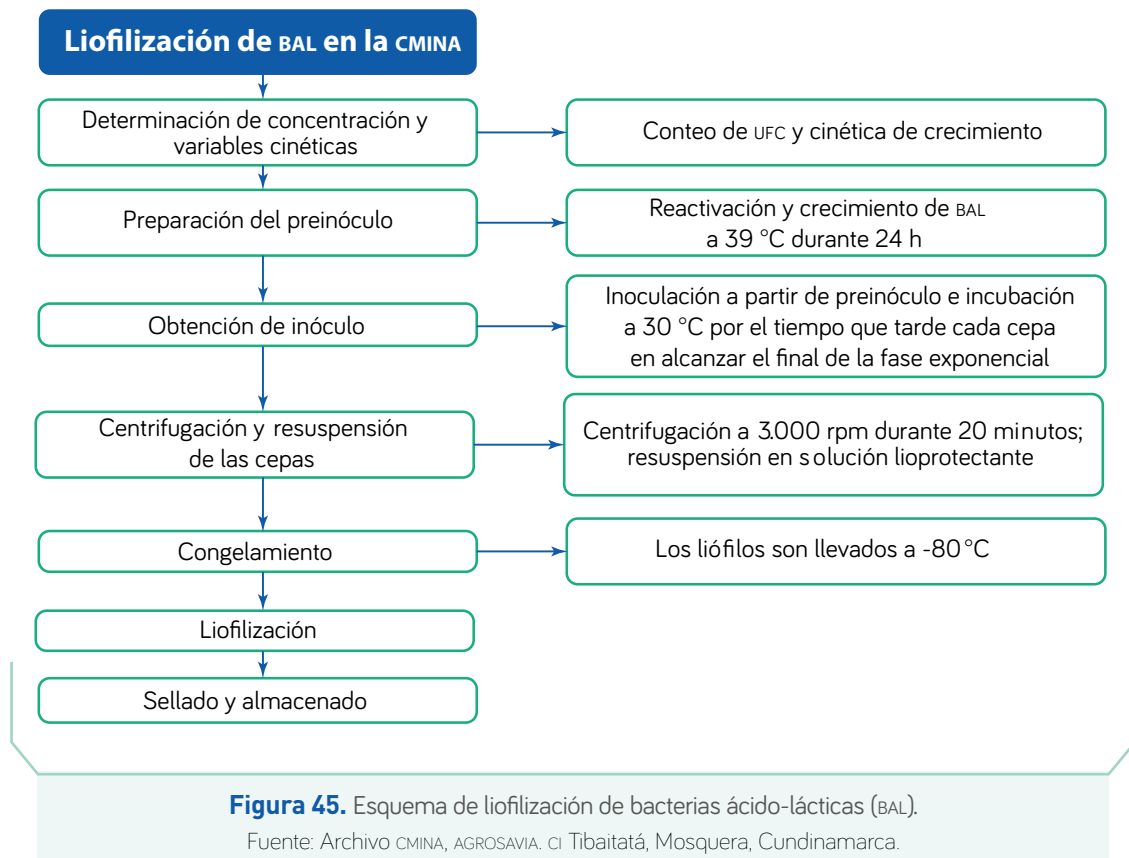 Liofilización de BAL en la CMINA
Determinación de concentración y
variables cinéticas
Conteo de UFC y cinética de crecimiento
Preparación del preinóculo
Reactivación y crecimiento de BAL
a 39 °C durante 24 h
Obtención de inóculo
Inoculación a partir de preinóculo e incubación
a 30 °C por el tiempo que tarde cada cepa
en alcanzar el final de la fase exponencial
Centrifugación y resuspensión
de las cepas
Centrifugación a 3.000 rpm durante 20 minutos;
resuspensión en solución lioprotectante
Congelamiento
Los liófilos son llevados a -80 °C
Liofilización
Sellado y almacenado
Figura 45. Esquema de liofilización de bacterias ácido-lácticas (BAL).
Fuente: Archivo CMINA, AGROSAVIA. CI Tibaitatá, Mosquera, Cundinamarca.